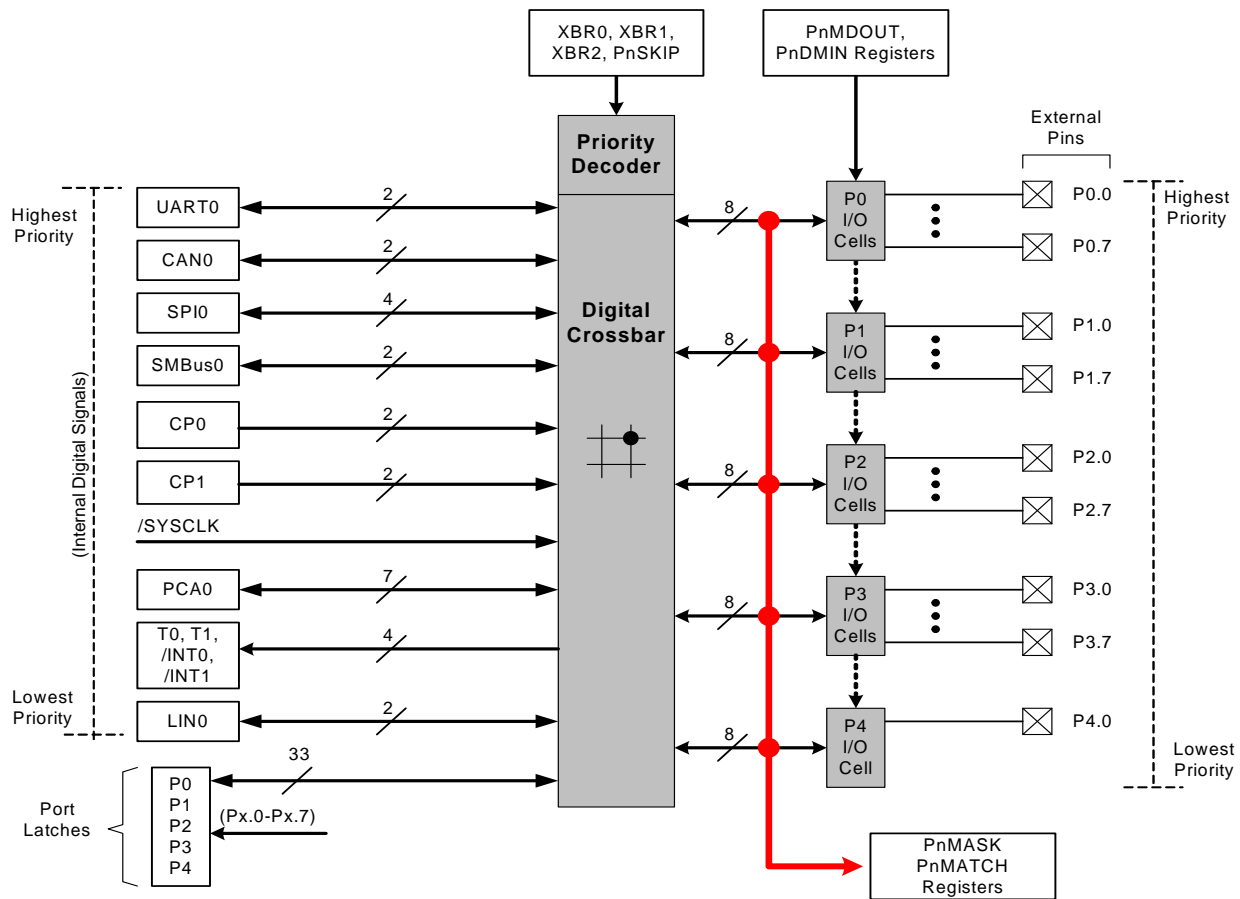 XBR0, XBR1,
XBR2, PnSKIP
PnMDOUT,
PnDMIN Registers
External
Pins
Priority
Decoder
Highest
Priority
UART0
2
8
P0
I/O
Cells
P0.0
P0.7
Highest
Priority
CAN0
2
SPI0
4
Digital
Crossbar
8
P1
I/O
Cells
P1.0
P1.7
SMBus0
2
(Internal Digital Signals)
CP0
2
CP1
2
8
P2
I/O
Cells
P2.0
P2.7
/SYSCLK
PCA0
7
8
P3
I/O
Cells
P3.0
P3.7
T0, T1,
/INT0,
/INT1
4
Lowest
Priority
LIN0
2
8
P4
I/O
Cell
P4.0
Lowest
Priority
Port
Latches
P0
P1
P2
P3
P4
33
(Px.0-Px.7)
PnMASK
PnMATCH
Registers